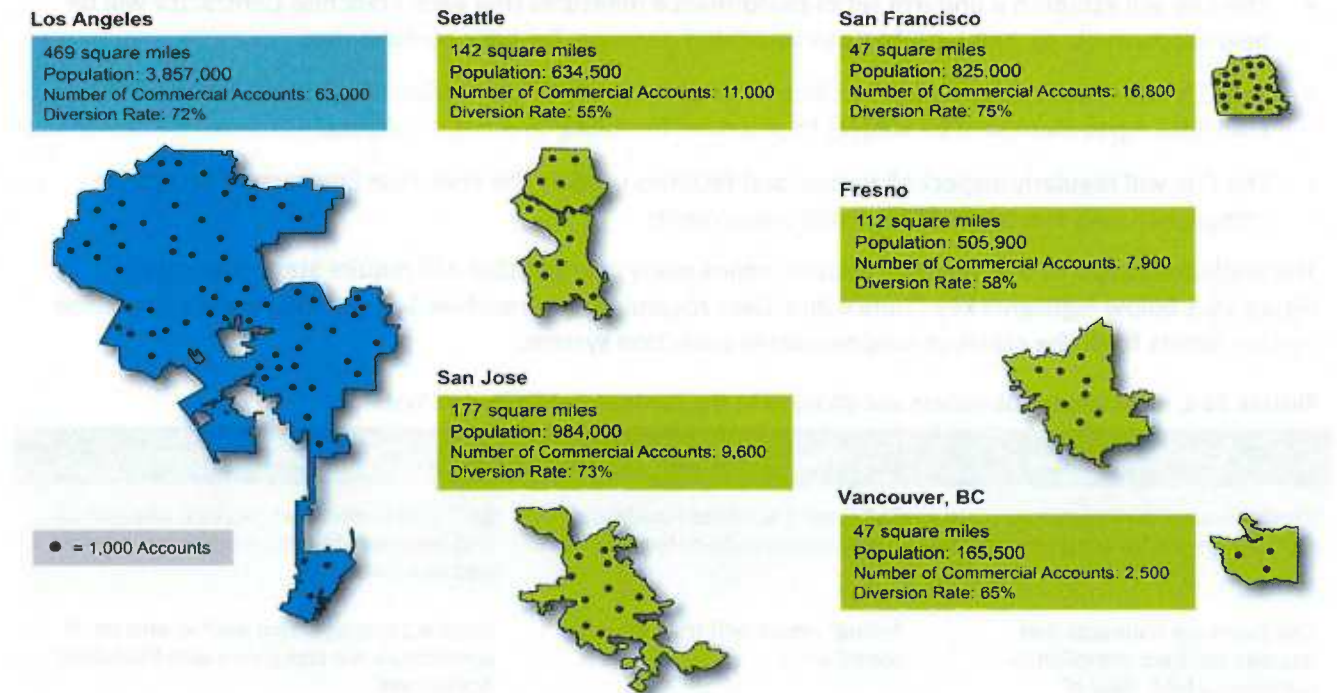 Los Angeles
469 square miles
Population: 3,857,000
Number of Commercial Accounts: 63,000
Diversion Rate: 72%
Seattle
142 square miles
Population: 634,500
Number of Commercial Accounts: 11,000
Diversion Rate: 55%
San Francisco
47 square miles
Population: 825,000
Number of Commercial Accounts: 16,800
Diversion Rate: 75%
Fresno
112 square miles
Population: 505,900
Number of Commercial Accounts: 7,900
Diversion Rate: 58%
San Jose
177 square miles
Population: 984,000
Number of Commercial Accounts: 9,600
Diversion Rate: 73%
Vancouver, BC
47 square miles
Population: 165,500
Number of Commercial Accounts: 2,500
Diversion Rate: 65%
= 1,000 Accounts